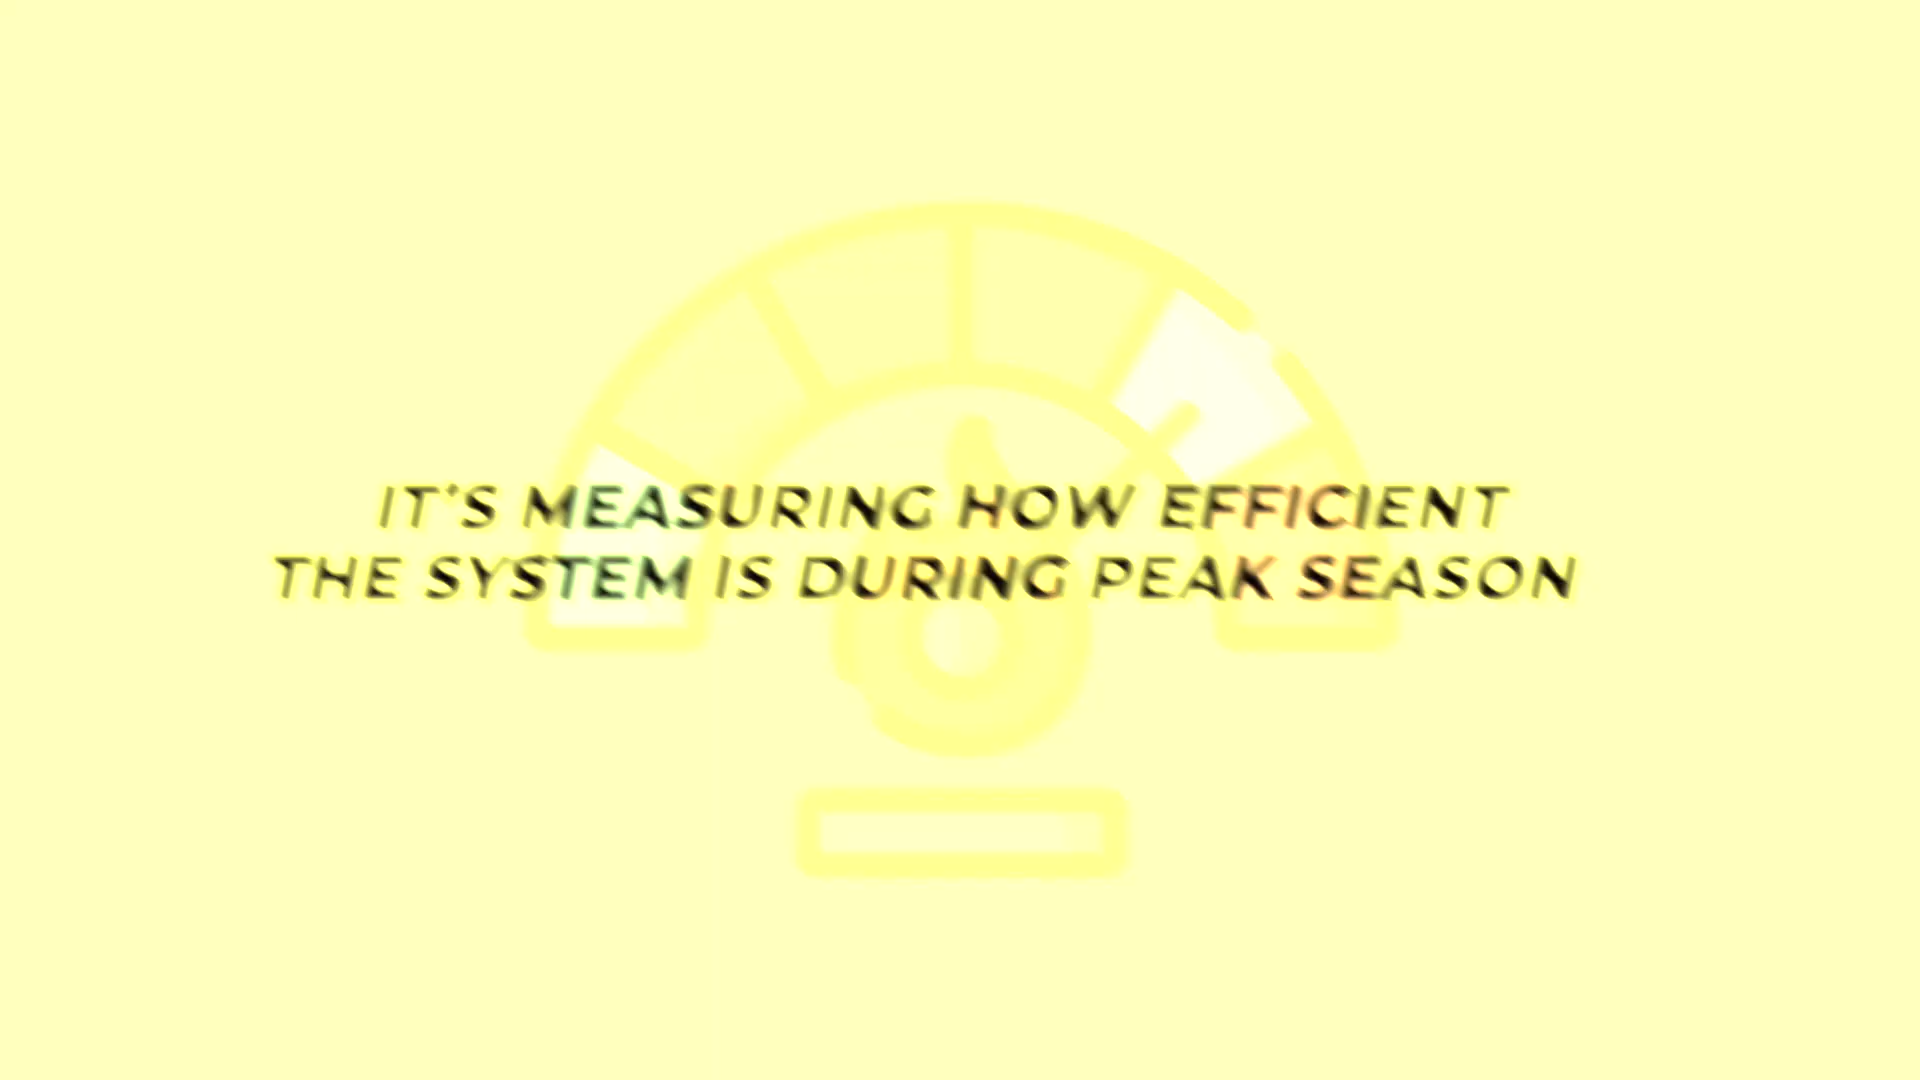 IT'S MEASURING HOW EFFICIENT
THE SYSTEM IS DURING PEAK SEASON